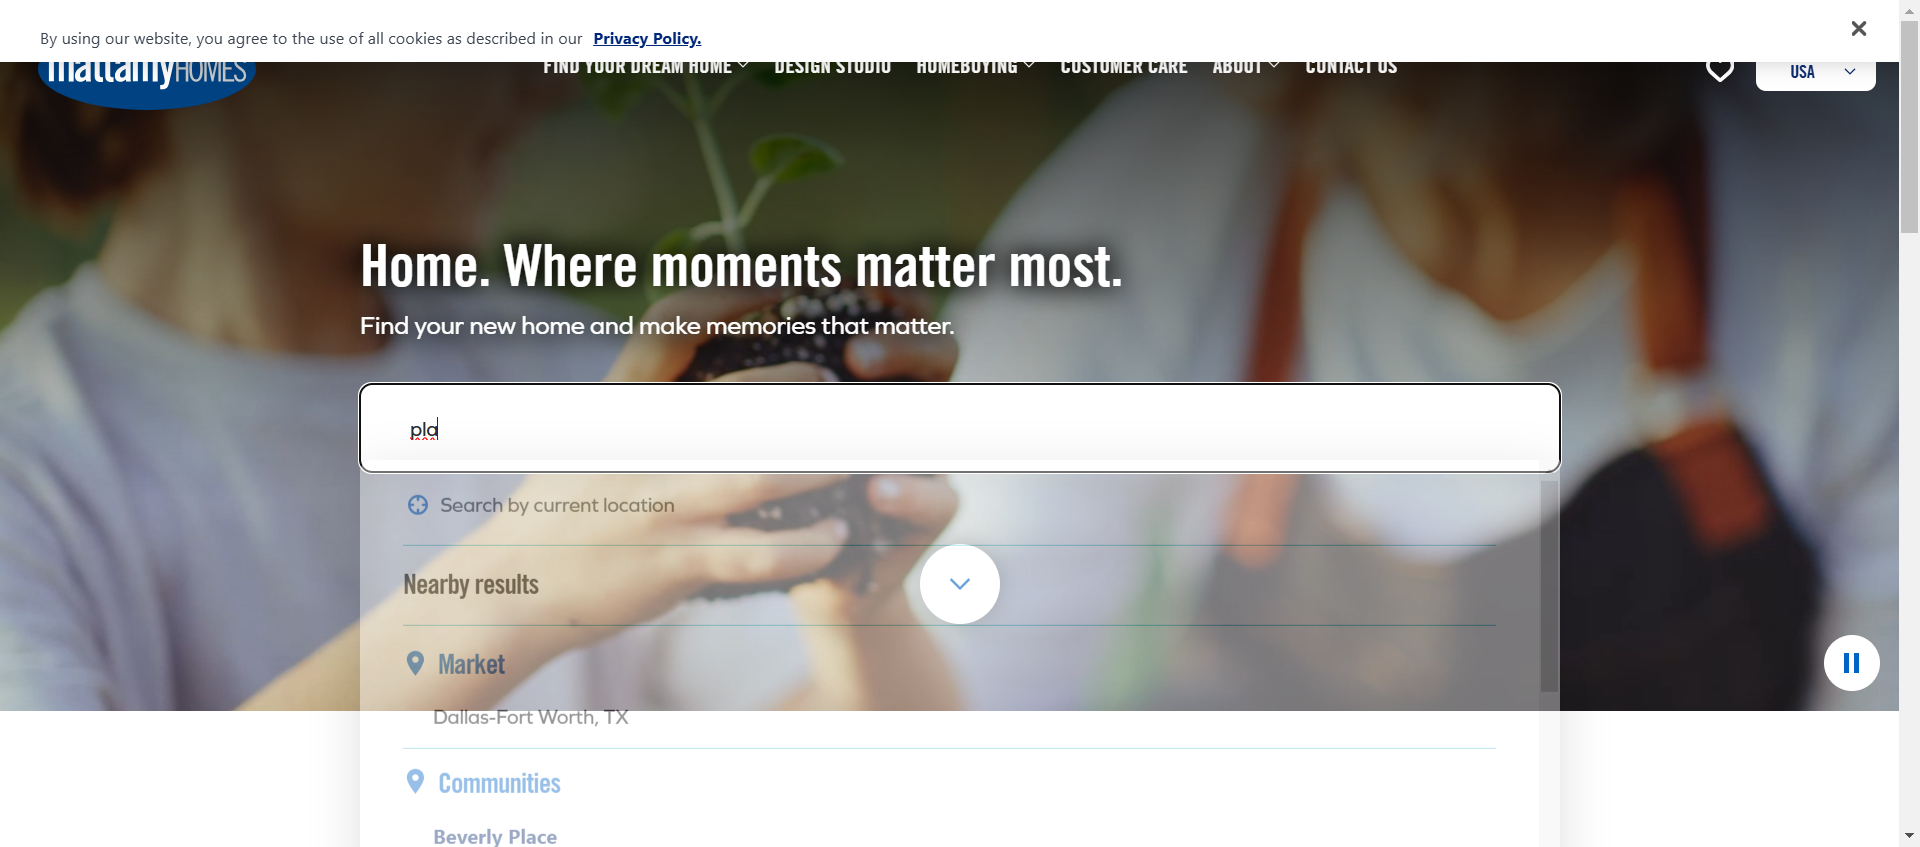 By using our website, you agree to the use of all cookies as described in our Privacy Policy.
mattamyHOMES
FIND YOUR DREAM HOME
DESIGN STUDIO
HOMEBUYING
CUSTOMER CARE
ABOUT
CONTACT US
USA
Home. Where moments matter most.
Find your new home and make memories that matter.
pla
Search by current location
Nearby results
Market
Dallas-Fort Worth, TX
Communities
Beverly Place